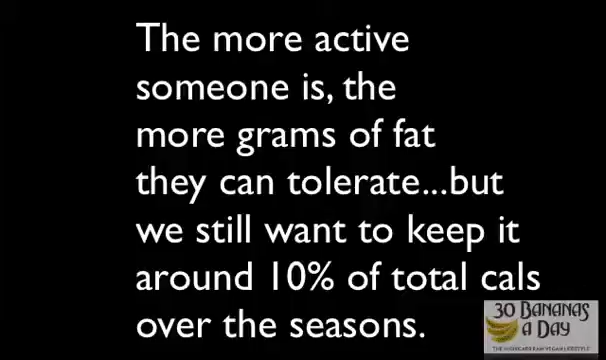 The more active
someone is, the
more grams of fat
they can tolerate...but
we still want to keep it
around 10% of total cals
over the seasons.
30 BANANAS
A DAY